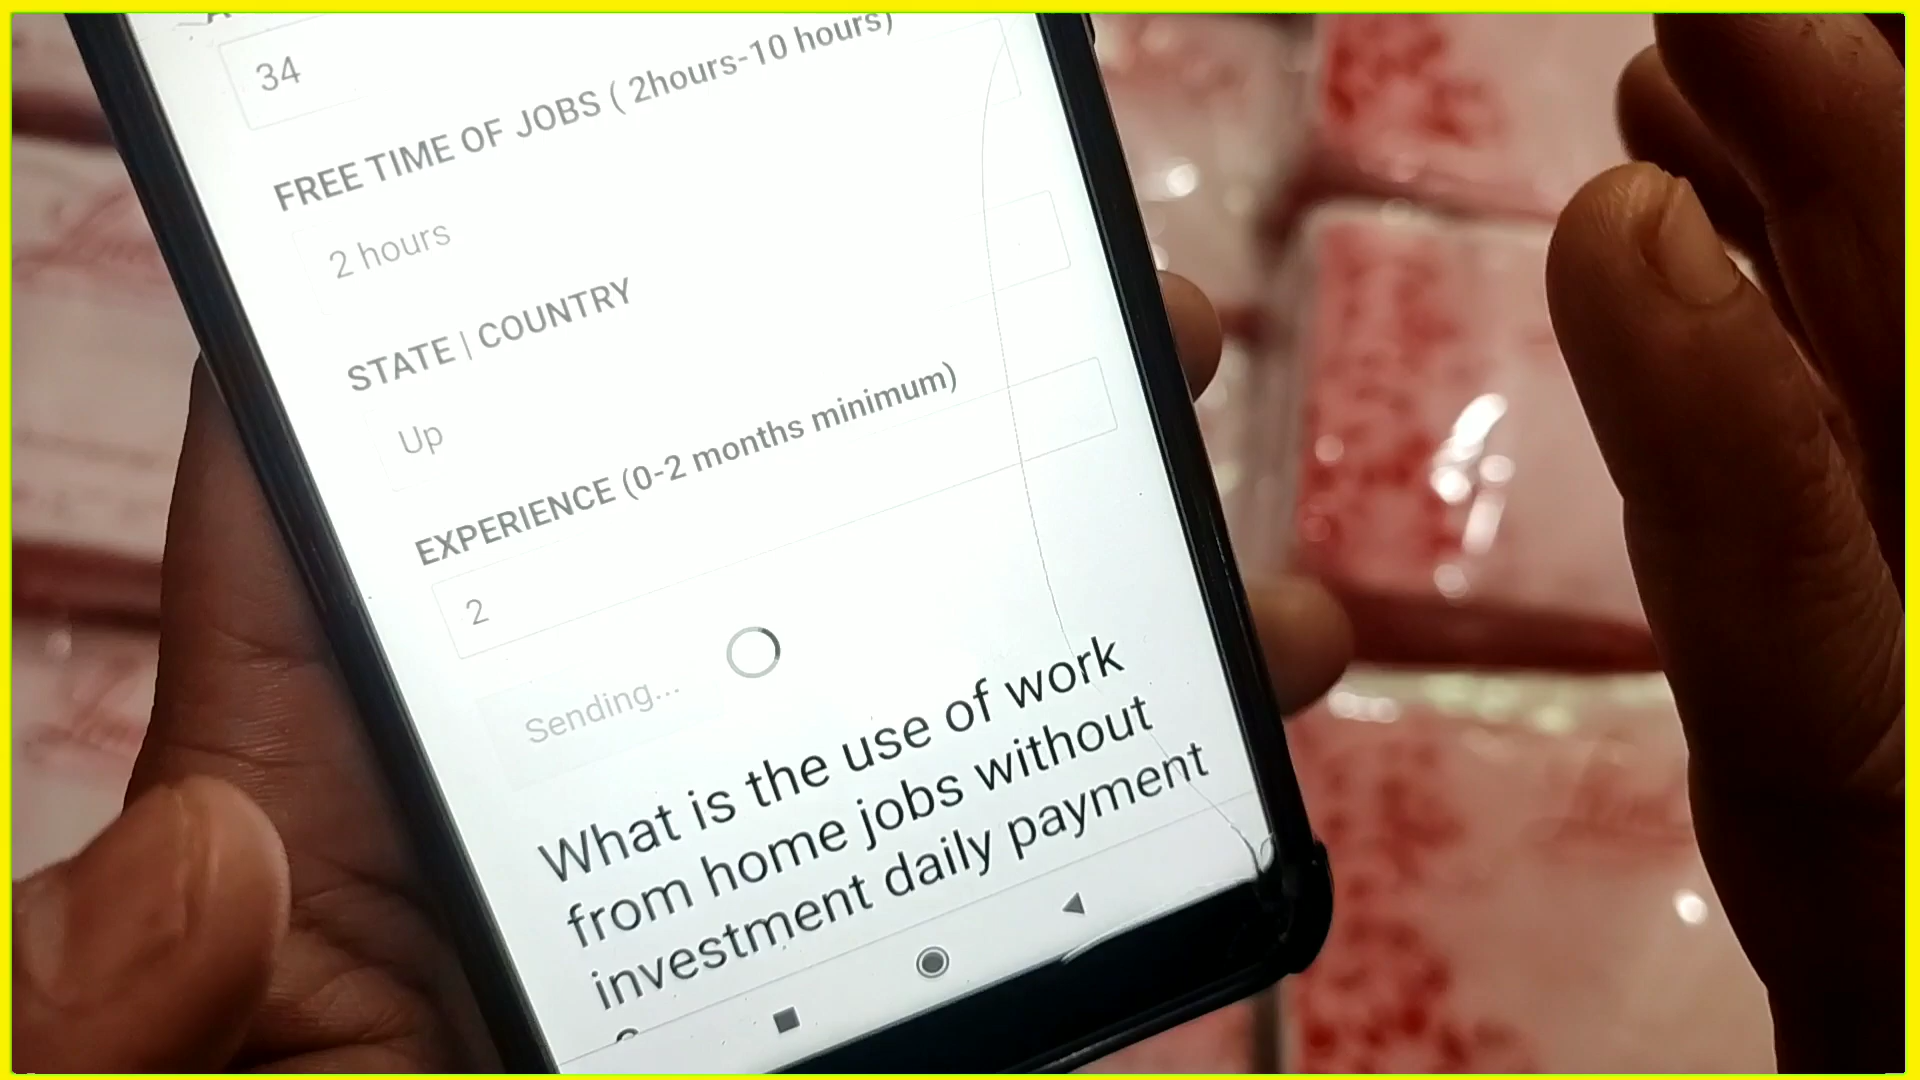 34
FREE TIME OF JOBS ( 2hours-10 hours)
2 hours
STATE | COUNTRY
Up
EXPERIENCE (0-2 months minimum)
2
Sending...
What is the use of work
from home jobs without
investment daily payment